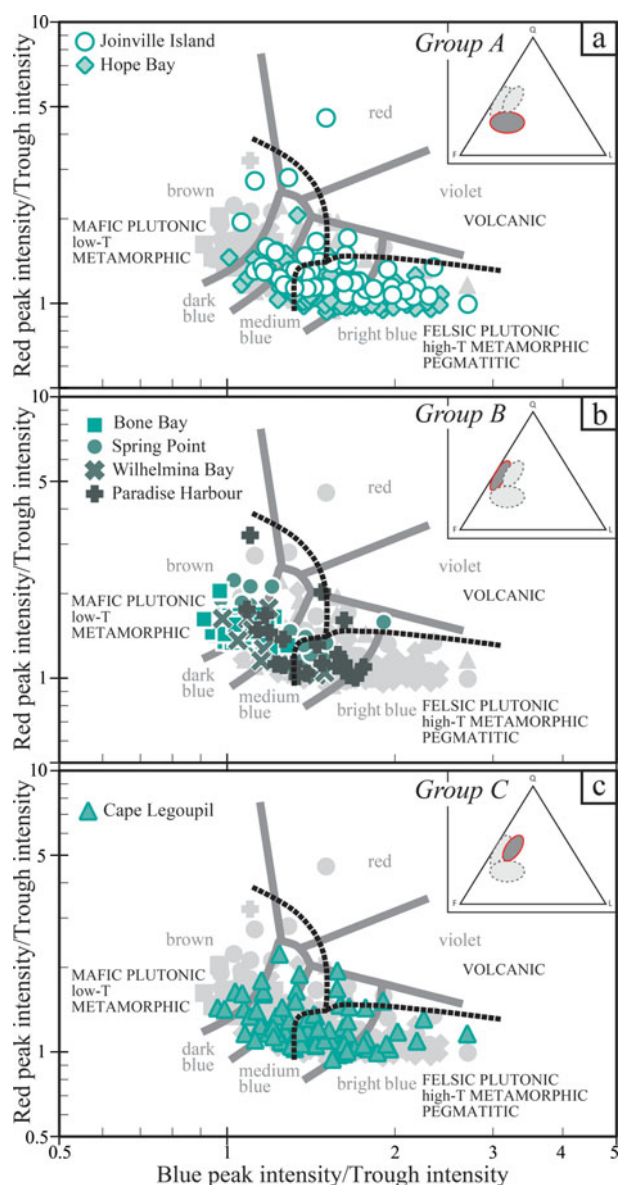 10
Joinville Island
Hope Bay
Group A
a
Q
F
L
5
red
brown
violet
MAFIC PLUTONIC
low-T
METAMORPHIC
VOLCANIC
1
dark
blue
medium
blue
bright blue
FELSIC PLUTONIC
high-T METAMORPHIC
PEGMATITIC
Red peak intensity/Trough intensity
10
Bone Bay
Spring Point
Wilhelmina Bay
Paradise Harbour
Group B
b
Q
F
L
5
red
brown
violet
MAFIC PLUTONIC
low-T
METAMORPHIC
VOLCANIC
1
dark
blue
medium
blue
bright blue
FELSIC PLUTONIC
high-T METAMORPHIC
PEGMATITIC
Red peak intensity/Trough intensity
10
Cape Legoupil
Group C
c
Q
F
L
5
red
brown
violet
MAFIC PLUTONIC
low-T
METAMORPHIC
VOLCANIC
1
dark
blue
medium
blue
bright blue
FELSIC PLUTONIC
high-T METAMORPHIC
PEGMATITIC
Red peak intensity/Trough intensity
0.5
0.5 1 2 3 5
Blue peak intensity/Trough intensity